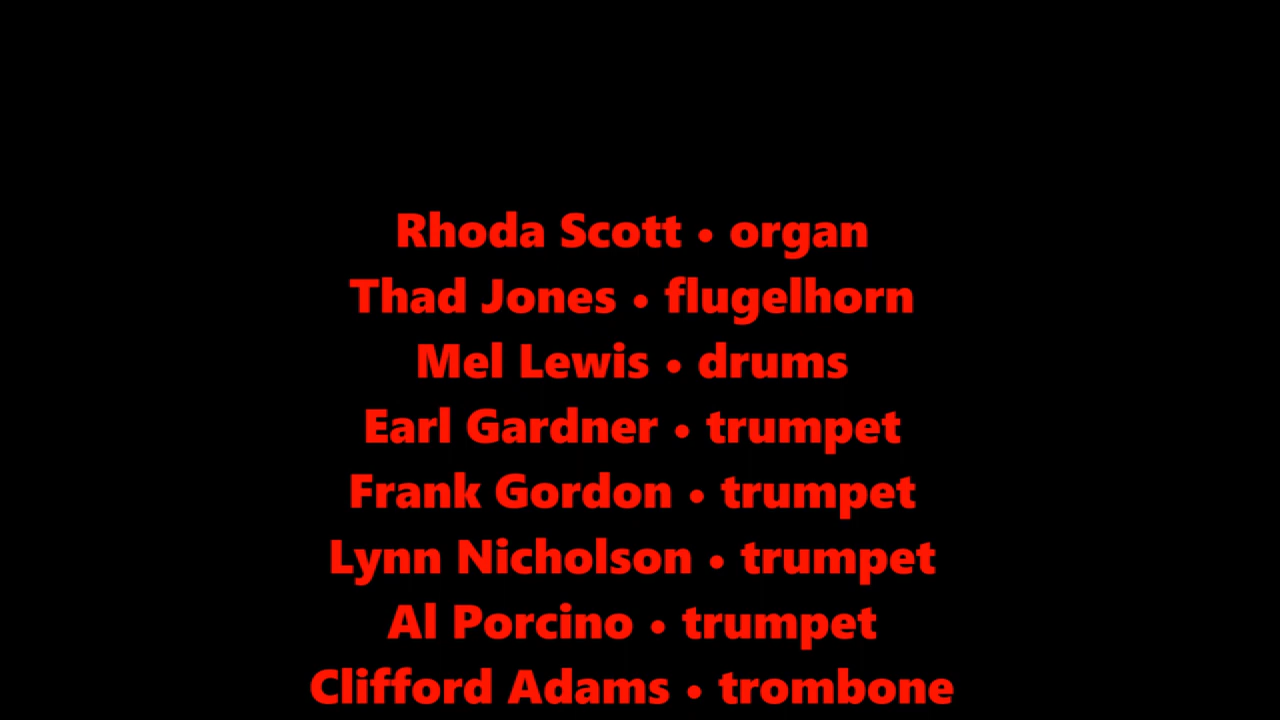 Rhoda Scott • organ
Thad Jones • flugelhorn
Mel Lewis • drums
Earl Gardner • trumpet
Frank Gordon • trumpet
Lynn Nicholson • trumpet
Al Porcino • trumpet
Clifford Adams • trombone